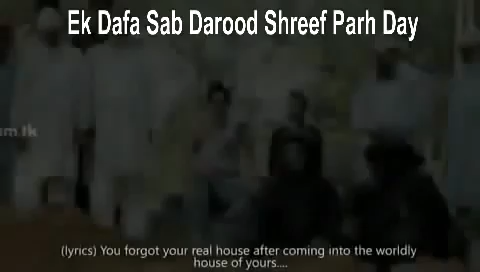 Ek Dafa Sab Darood Shreef Parh Day
m.lk
(lyrics) You forgot your real house after coming into the worldly
house of yours....